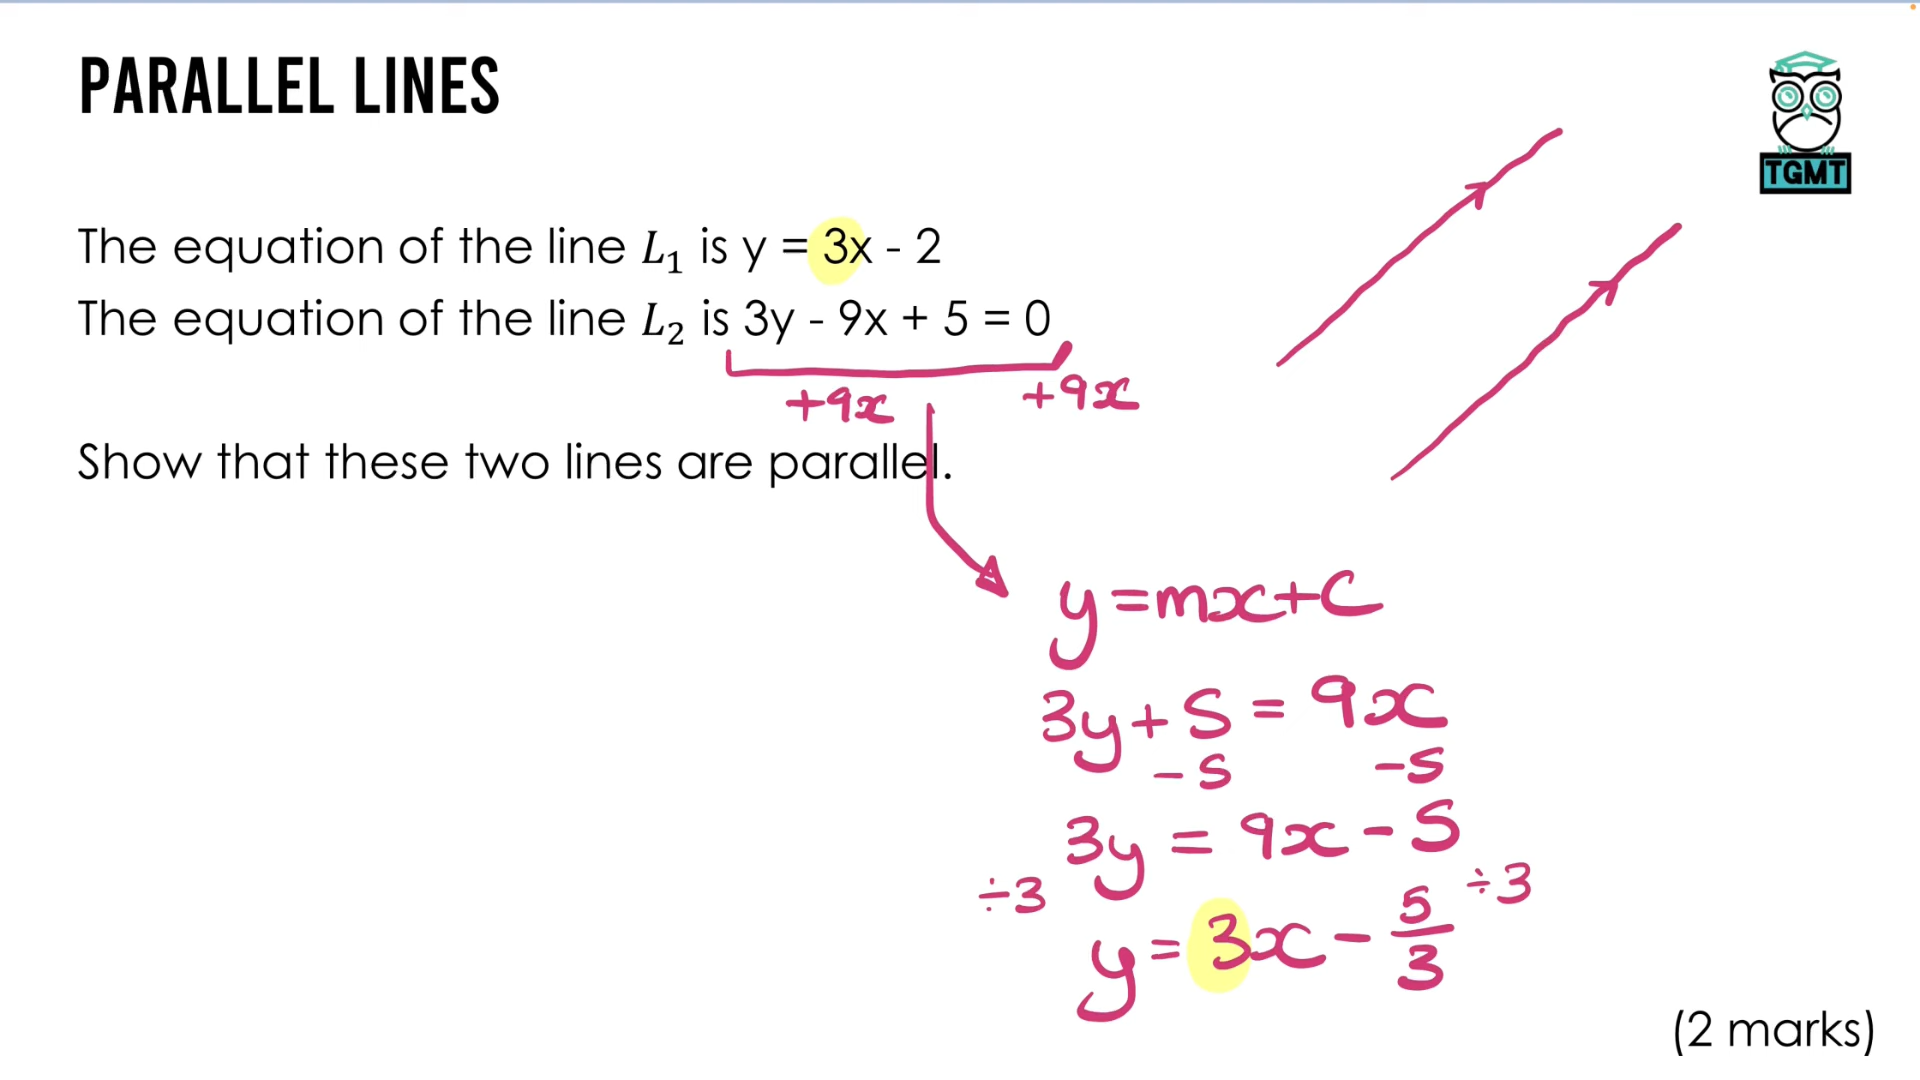 PARALLEL LINES
TGMT
The equation of the line L₁ is y = 3x - 2
The equation of the line L₂ is 3y - 9x + 5 = 0
+9x +9x
Show that these two lines are parallel.
y=mx+c
3y+5 = 9x
-5 -5
3y = 9x - 5
÷3 ÷3
y = 3x - 5/3
(2 marks)